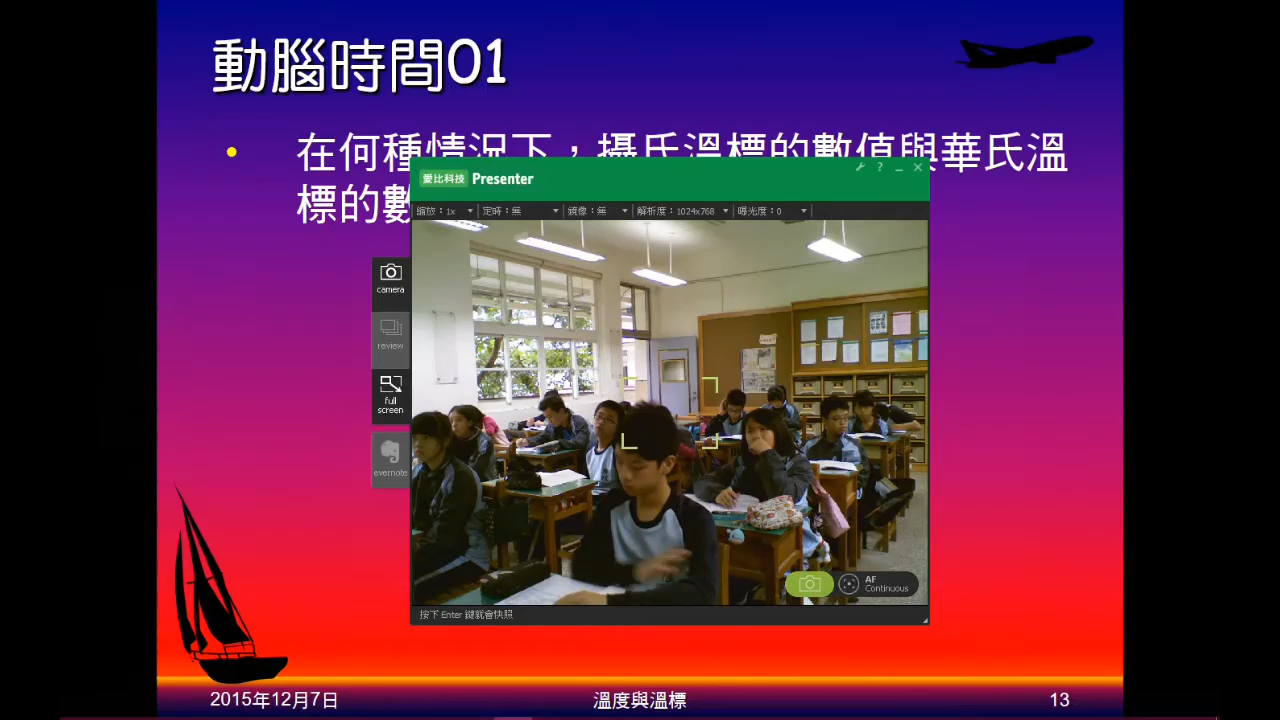 動腦時間01
• 在何種情況下，攝氏溫標的數值與華氏溫
標的數
愛比科技 Presenter
縮放：1x 定時：無 鏡像：無 解析度：1024x768 曝光度：0
camera
review
full
screen
evernote
AF
Continuous
按下 Enter 鍵就會快照
2015年12月7日 溫度與溫標 13